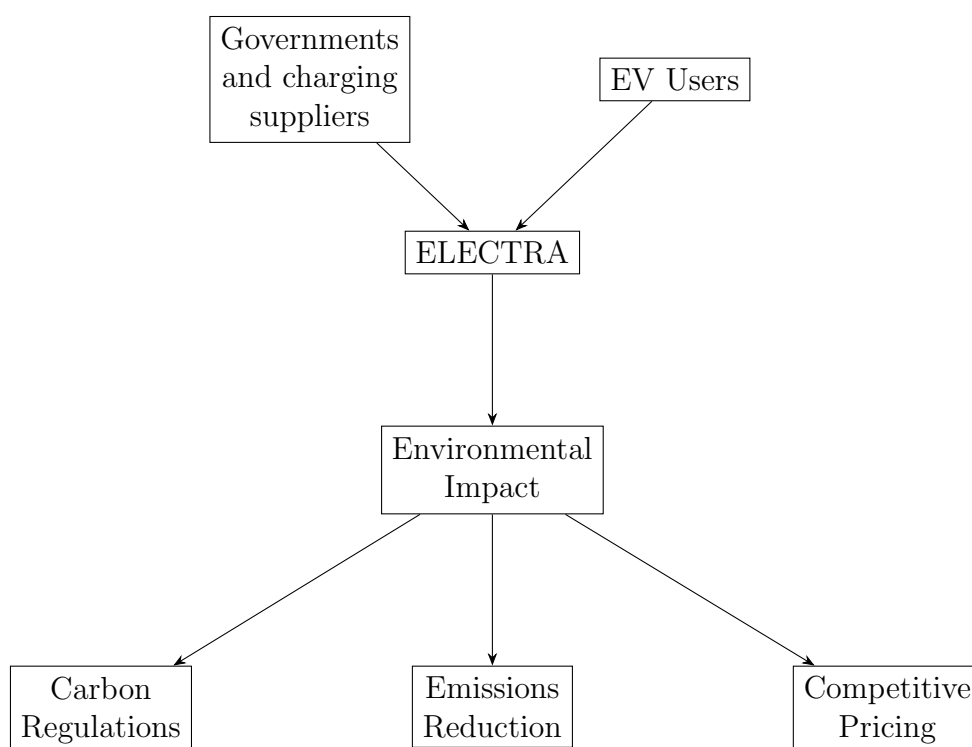 Governments
and charging
suppliers
EV Users
ELECTRA
Environmental
Impact
Carbon
Regulations
Emissions
Reduction
Competitive
Pricing